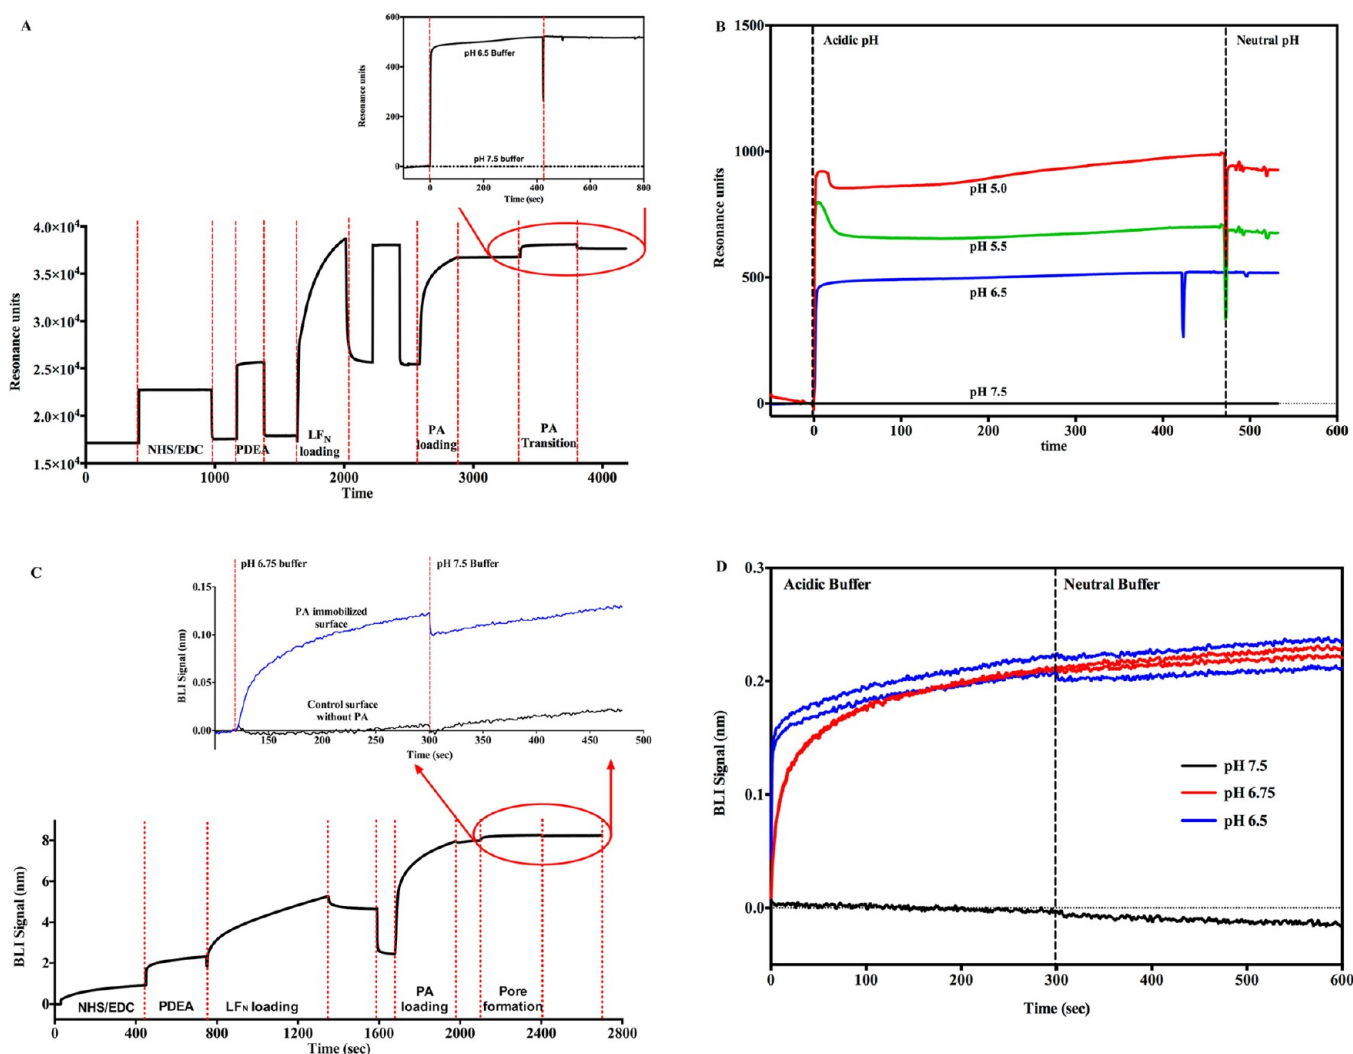 A
600
400
200
0
Resonance units
pH 6.5 Buffer
pH 7.5 buffer
0
200
400
600
800
Time (sec)
4.0×10⁴
3.5×10⁴
3.0×10⁴
2.5×10⁴
2.0×10⁴
1.5×10⁴
Resonance units
NHS/EDC
PDEA
LFN
loading
PA
loading
PA
Transition
0
1000
2000
3000
4000
Time
B
1500
1000
500
0
Resonance units
Acidic pH
Neutral pH
pH 5.0
pH 5.5
pH 6.5
pH 7.5
0
100
200
300
400
500
600
time
C
pH 6.75 buffer
pH 7.5 Buffer
0.15
0.10
0.05
0.00
BLI Signal (nm)
PA immobilized
surface
Control surface
without PA
150
200
250
300
350
400
450
500
Time (sec)
8
6
4
2
0
BLI Signal (nm)
NHS/EDC
PDEA
LFN loading
PA
loading
Pore
formation
0
400
800
1200
1600
2000
2400
2800
Time (sec)
D
0.3
0.2
0.1
0.0
BLI Signal (nm)
Acidic Buffer
Neutral Buffer
pH 7.5
pH 6.75
pH 6.5
0
100
200
300
400
500
600
Time (sec)